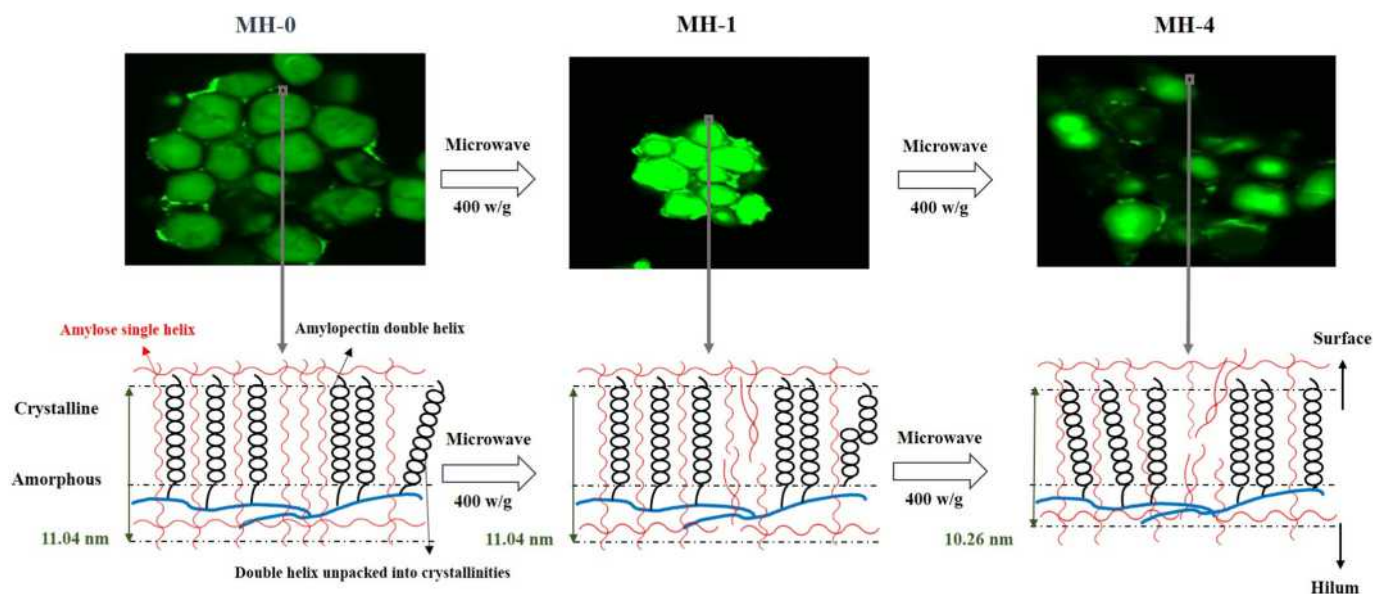 MH-0
MH-1
MH-4
Microwave
400 w/g
Microwave
400 w/g
Amylose single helix
Amylopectin double helix
Surface
Crystalline
Microwave
Microwave
Amorphous
400 w/g
400 w/g
11.04 nm
11.04 nm
10.26 nm
Double helix unpacked into crystallinities
Hilum